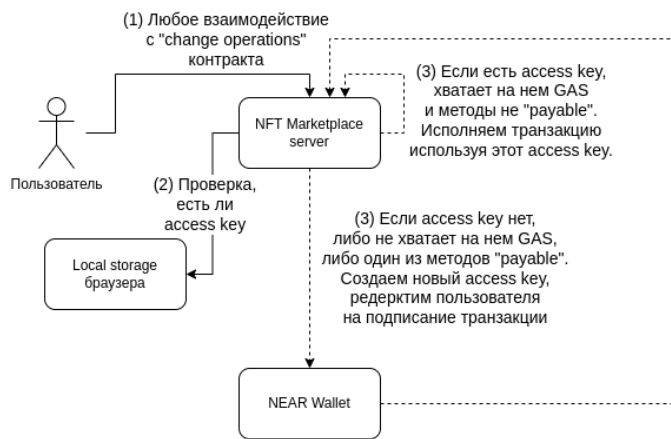 (1) Любое взаимодействие
с "change operations"
контракта
(3) Если есть access key,
хватает на нем GAS
и методы не "payable".
Исполняем транзакцию
используя этот access key.
NFT Marketplace
server
Пользователь
(2) Проверка,
есть ли
access key
Local storage
браузера
(3) Если access key нет,
либо не хватает на нем GAS,
либо один из методов "payable".
Создаем новый access key,
редерктим пользователя
на подписание транзакции
NEAR Wallet